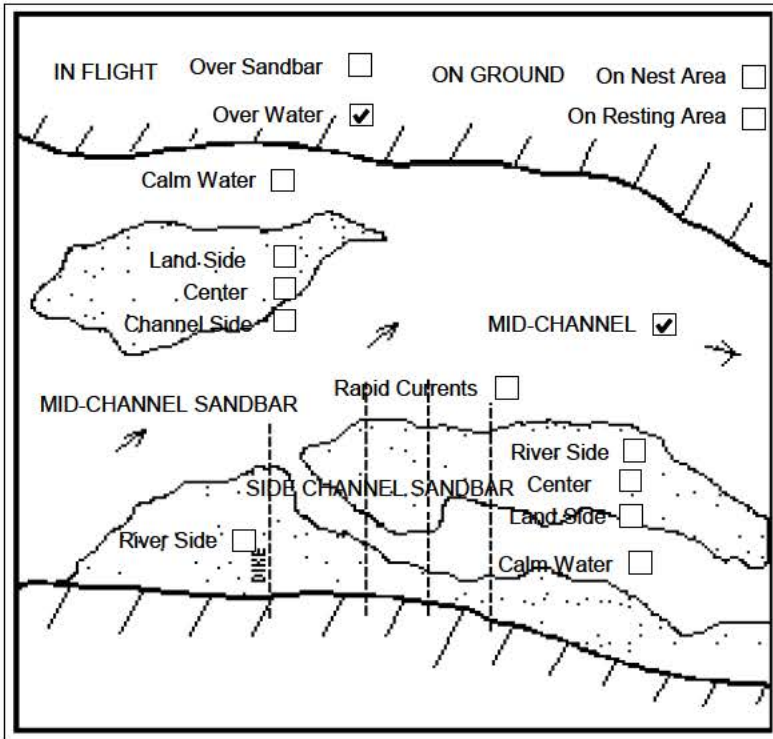 IN FLIGHT Over Sandbar ON GROUND On Nest Area
Over Water On Resting Area
Calm Water
Land Side
Center
Channel Side
MID-CHANNEL
Rapid Currents
MID-CHANNEL SANDBAR
River Side
SIDE CHANNEL SANDBAR
Center
Land Side
River Side
DIKE
Calm Water